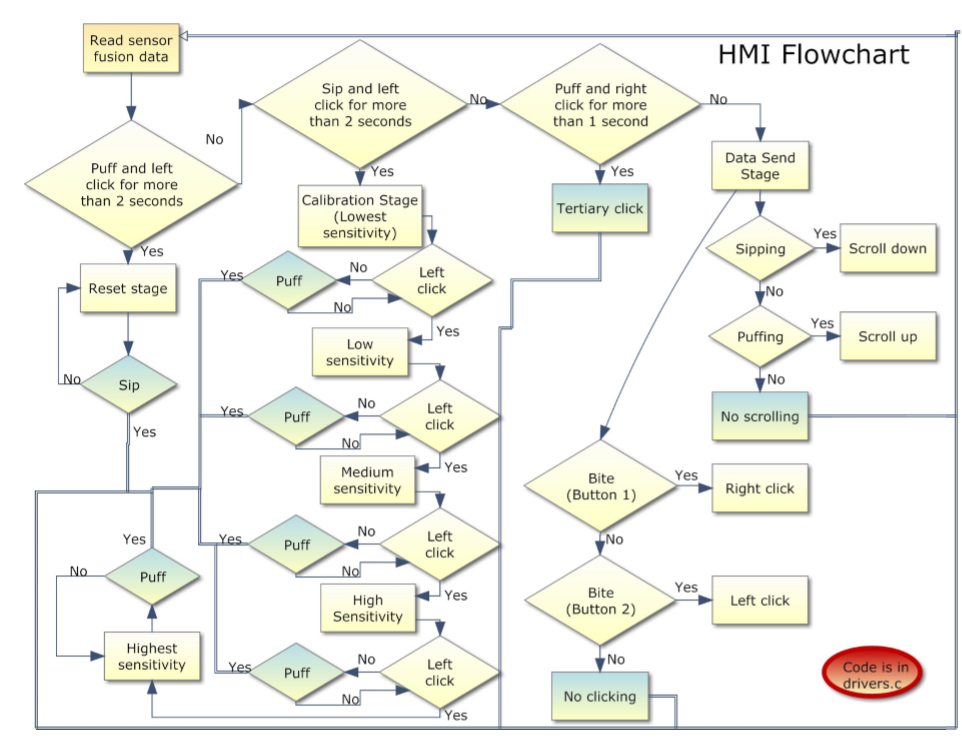 HMI Flowchart
Read sensor
fusion data
Puff and left
click for more
than 2 seconds
No
Yes
Reset stage
Sip
No
Yes
Sip and left
click for more
than 2 seconds
No
Yes
Calibration Stage
(Lowest
sensitivity)
Left
click
No
Puff
Yes
No
Yes
Low
sensitivity
Left
click
No
Puff
Yes
No
Yes
Medium
sensitivity
Left
click
No
Puff
Yes
No
Yes
High
Sensitivity
Left
click
No
Puff
Yes
No
Yes
Highest
sensitivity
Puff
No
Yes
Puff and right
click for more
than 1 second
No
Yes
Tertiary click
Data Send
Stage
Sipping
Yes
Scroll down
No
Puffing
Yes
Scroll up
No
No scrolling
Bite
(Button 1)
Yes
Right click
No
Bite
(Button 2)
Yes
Left click
No
No clicking
Code is in
drivers.c